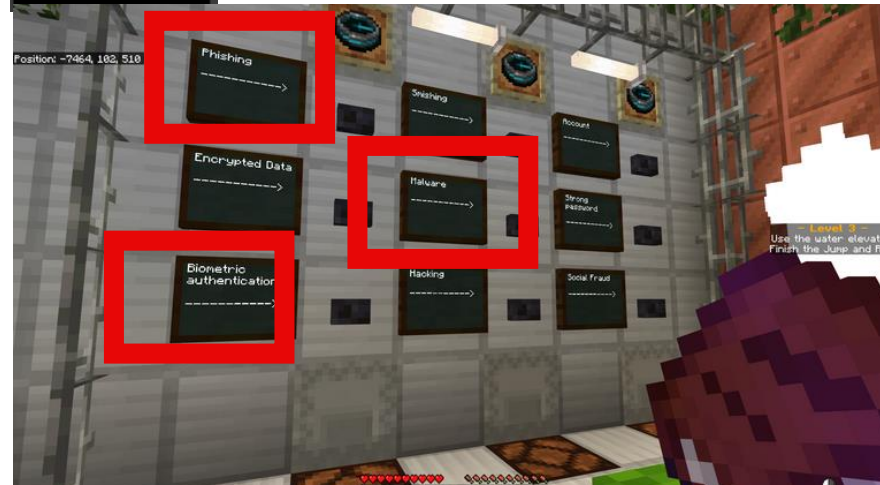 Position: -7464, 102, 510
Phishing
------------>
Smishing
------------>
Account
------------>
Encrypted Data
------------>
Malware
------------>
Strong
password
------------>
Biometric
authentication
------------>
Hacking
------------>
Social Fraud
------------>
- Level 3 -
Use the water elevat
Finish the Jump and R